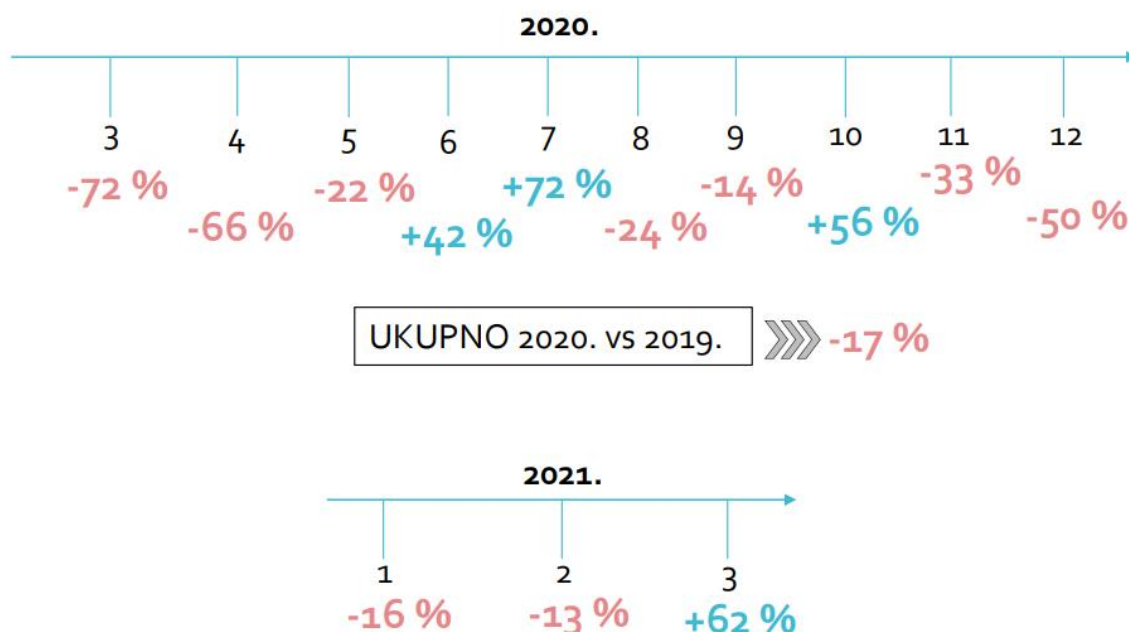 2020.
3 4 5 6 7 8 9 10 11 12
-72 % -66 % -22 % +42 % +72 % -24 % -14 % +56 % -33 % -50 %
UKUPNO 2020. VS 2019. -17 %
2021.
1 2 3
-16 % -13 % +62 %